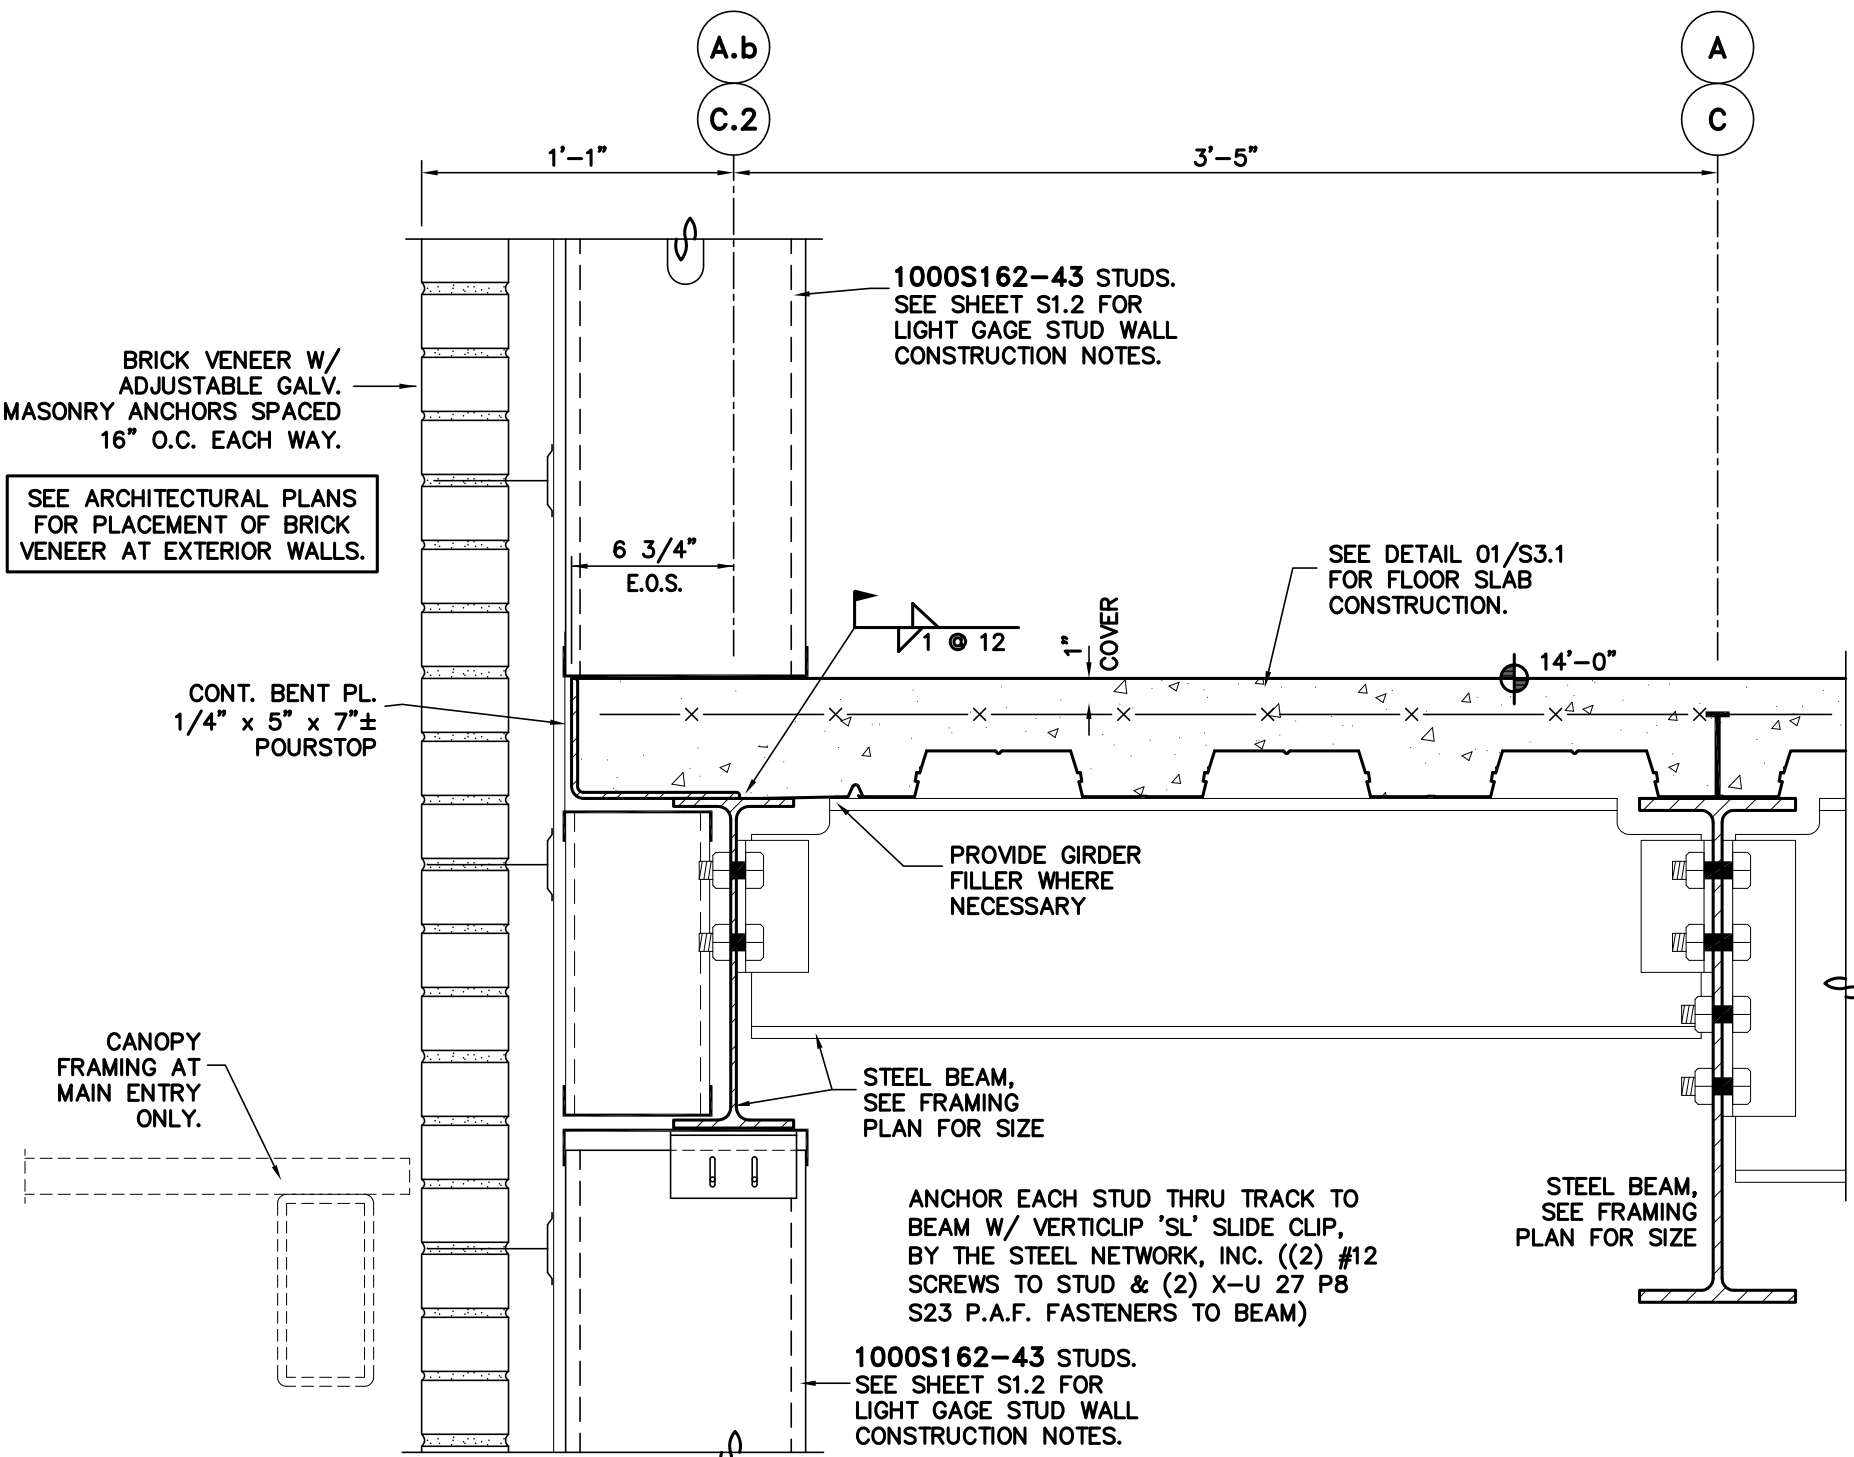 A.b
C.2
A
C
1'-1"
3'-5"
1000S162-43 STUDS.
SEE SHEET S1.2 FOR
LIGHT GAGE STUD WALL
CONSTRUCTION NOTES.
BRICK VENEER W/
ADJUSTABLE GALV.
MASONRY ANCHORS SPACED
16" O.C. EACH WAY.
SEE ARCHITECTURAL PLANS
FOR PLACEMENT OF BRICK
VENEER AT EXTERIOR WALLS.
6 3/4"
E.O.S.
1 @ 12
1"
COVER
SEE DETAIL 01/S3.1
FOR FLOOR SLAB
CONSTRUCTION.
14'-0"
CONT. BENT PL.
1/4" x 5" x 7"±
POURSTOP
PROVIDE GIRDER
FILLER WHERE
NECESSARY
CANOPY
FRAMING AT
MAIN ENTRY
ONLY.
STEEL BEAM,
SEE FRAMING
PLAN FOR SIZE
ANCHOR EACH STUD THRU TRACK TO
BEAM W/ VERTICLIP 'SL' SLIDE CLIP,
BY THE STEEL NETWORK, INC. ((2) #12
SCREWS TO STUD & (2) X-U 27 P8
S23 P.A.F. FASTENERS TO BEAM)
STEEL BEAM,
SEE FRAMING
PLAN FOR SIZE
1000S162-43 STUDS.
SEE SHEET S1.2 FOR
LIGHT GAGE STUD WALL
CONSTRUCTION NOTES.